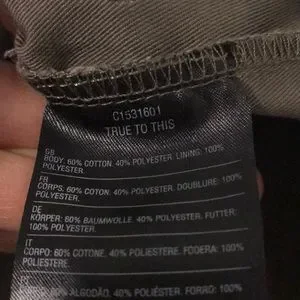 C1531601
TRUE TO THIS
GB
BODY: 60% COTTON. 40% POLYESTER. LINING: 100%
POLYESTER.
FR
CORPS: 60% COTON. 40% POLYESTER. DOUBLURE: 100%
POLYESTER.
DE
KÖRPER: 60% BAUMWOLLE. 40% POLYESTER. FUTTER:
100% POLYESTER.
IT
CORPO: 60% COTONE. 40% POLIESTERE. FODERA: 100%
POLIESTERE.
60% ALGODÃO. 40% POLIÉSTER. FORRO: 100%